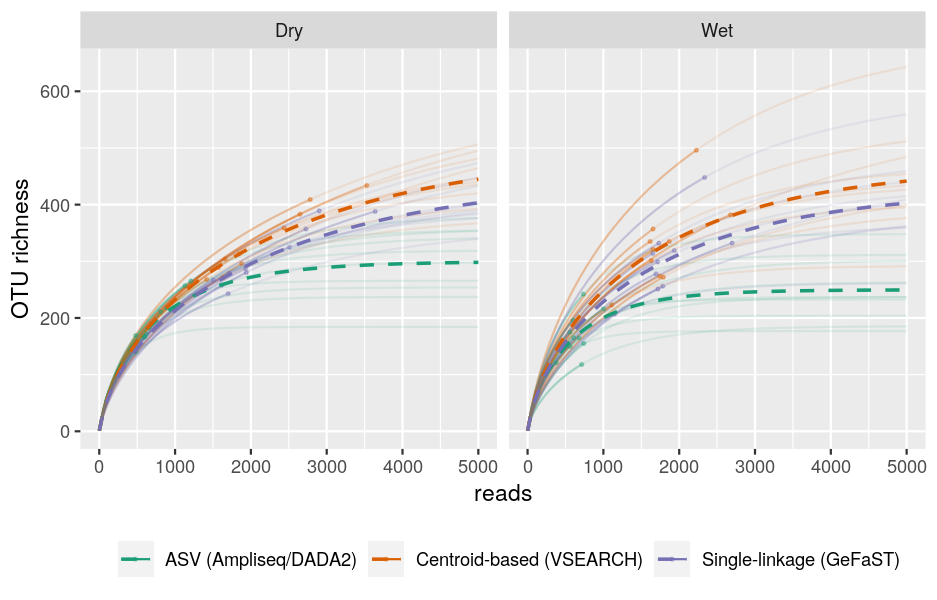 Dry Wet
OTU richness
600
400
200
0
0 1000 2000 3000 4000 5000 0 1000 2000 3000 4000 5000
reads
ASV (Ampliseq/DADA2) Centroid-based (VSEARCH) Single-linkage (GeFaST)